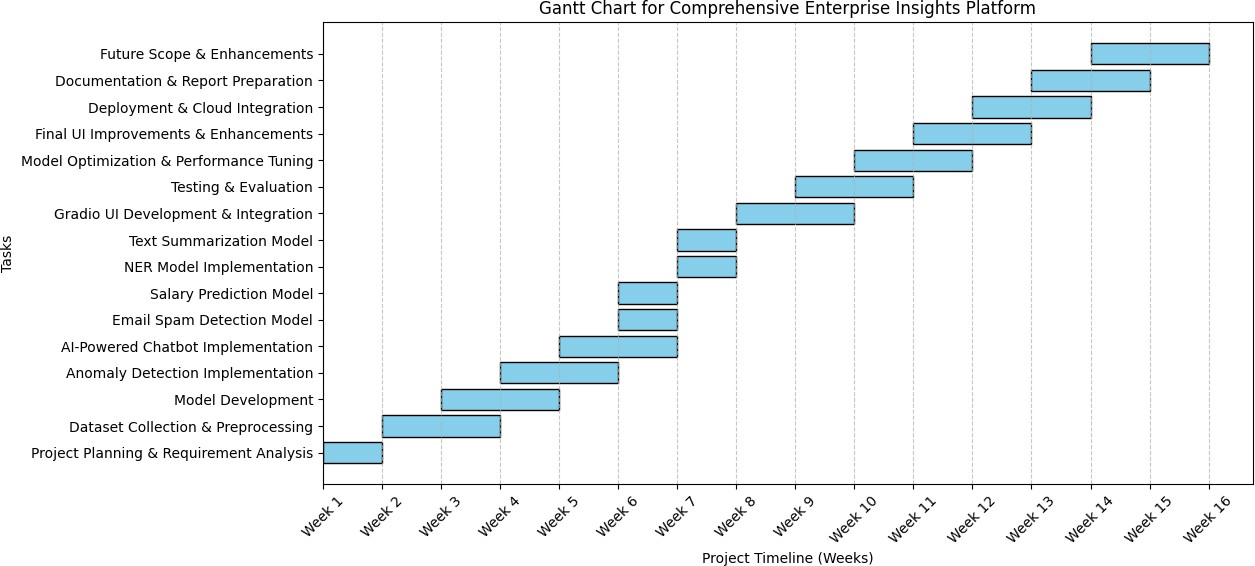 Gantt Chart for Comprehensive Enterprise Insights Platform
Tasks
Future Scope & Enhancements
Documentation & Report Preparation
Deployment & Cloud Integration
Final UI Improvements & Enhancements
Model Optimization & Performance Tuning
Testing & Evaluation
Gradio UI Development & Integration
Text Summarization Model
NER Model Implementation
Salary Prediction Model
Email Spam Detection Model
AI-Powered Chatbot Implementation
Anomaly Detection Implementation
Model Development
Dataset Collection & Preprocessing
Project Planning & Requirement Analysis
Week 1
Week 2
Week 3
Week 4
Week 5
Week 6
Week 7
Week 8
Week 9
Week 10
Week 11
Week 12
Week 13
Week 14
Week 15
Week 16
Project Timeline (Weeks)